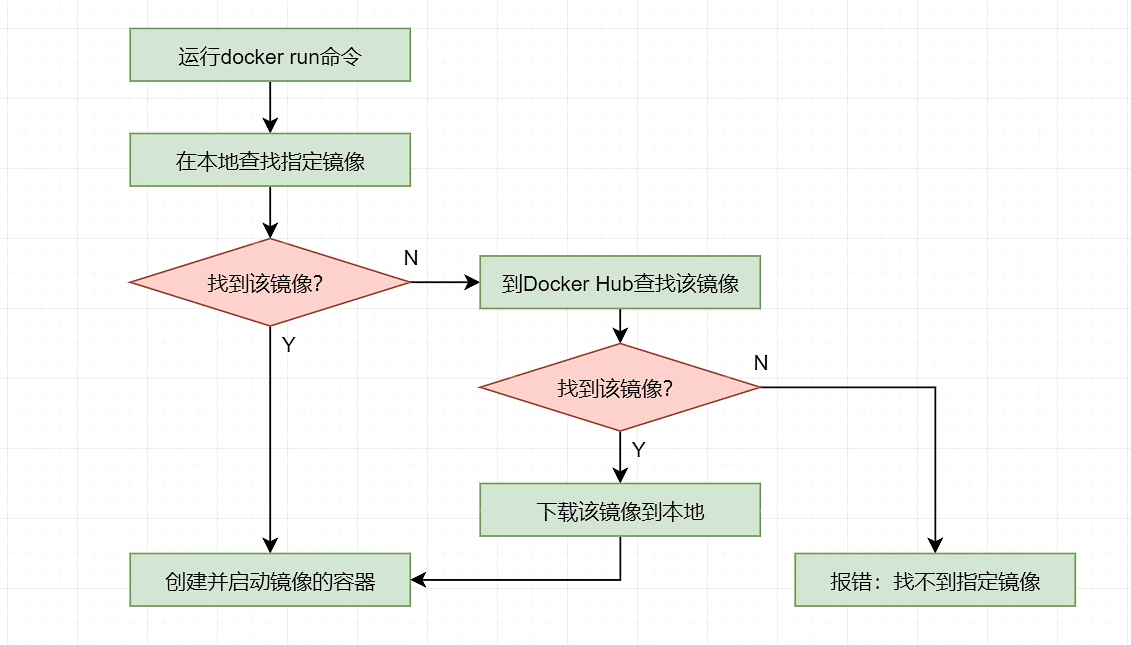 运行docker run命令
在本地查找指定镜像
找到该镜像?
N
到Docker Hub查找该镜像
Y
找到该镜像?
N
Y
下载该镜像到本地
创建并启动镜像的容器
报错：找不到指定镜像